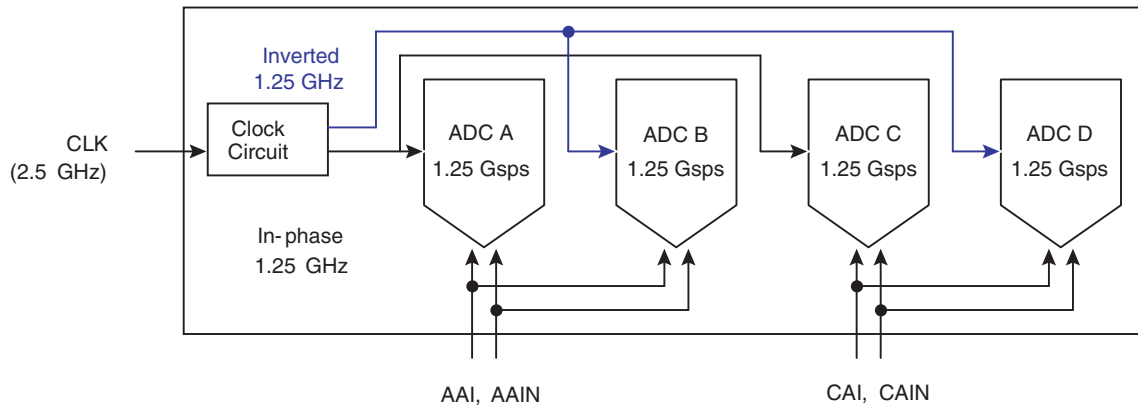 Inverted
1.25 GHz
CLK
(2.5 GHz)
Clock
Circuit
ADC A
1.25 Gsps
ADC B
1.25 Gsps
ADC C
1.25 Gsps
ADC D
1.25 Gsps
In-phase
1.25 GHz
AAI, AAIN
CAI, CAIN